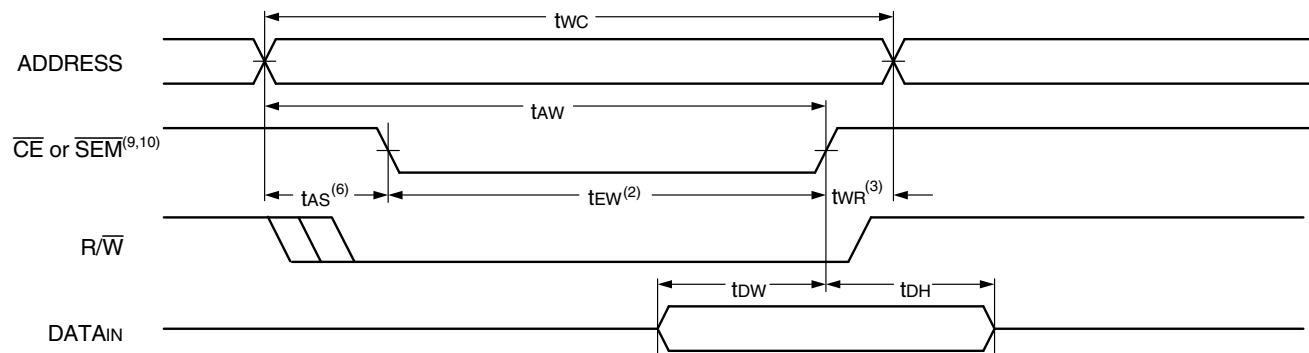 tWC
ADDRESS
tAW
CE or SEM(9,10)
tAS(6) tEW(2) tWR(3)
R/W
tDW tDH
DATAIN